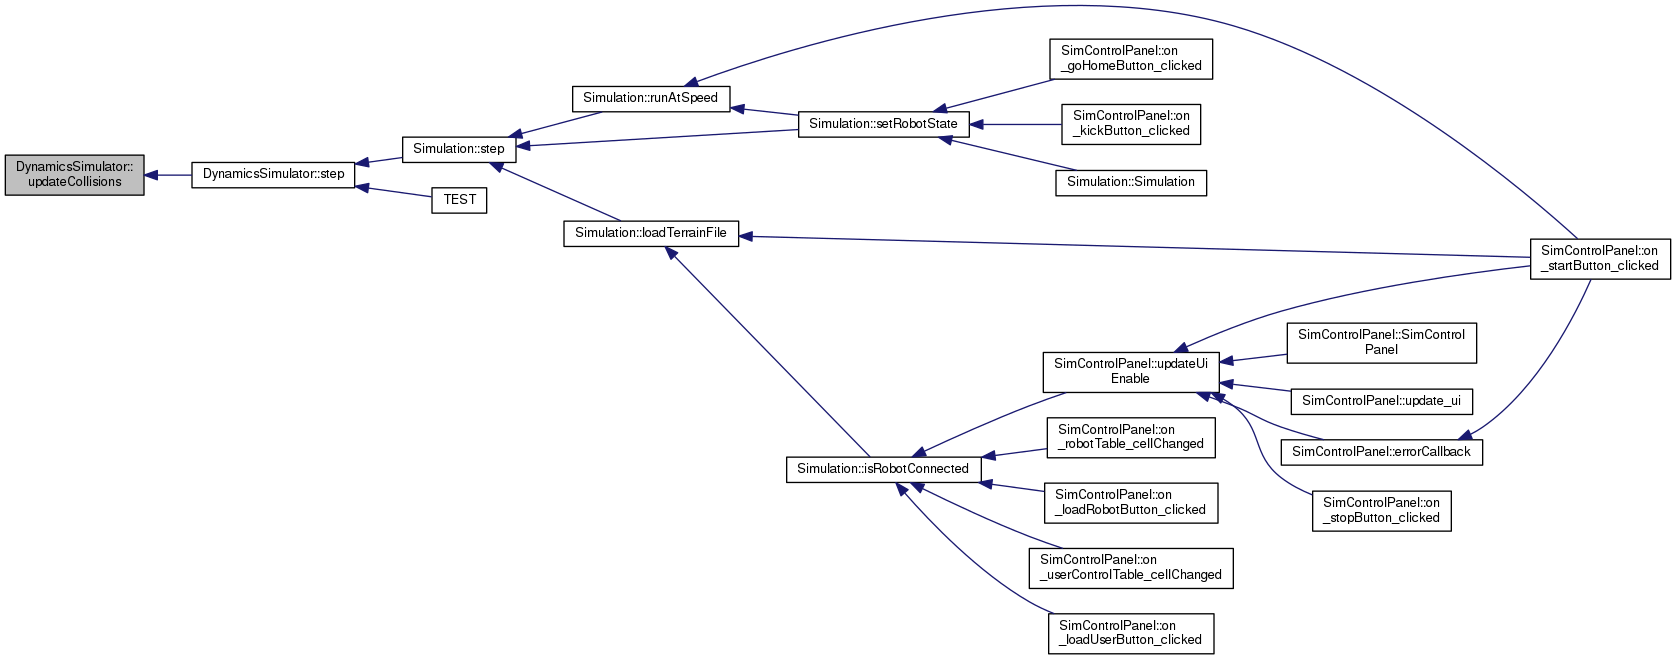 DynamicsSimulator::
updateCollisions
DynamicsSimulator::step
Simulation::step
TEST
Simulation::runAtSpeed
Simulation::loadTerrainFile
Simulation::setRobotState
Simulation::isRobotConnected
SimControlPanel::on
_goHomeButton_clicked
SimControlPanel::on
_kickButton_clicked
Simulation::Simulation
SimControlPanel::updateUi
Enable
SimControlPanel::on
_robotTable_cellChanged
SimControlPanel::on
_loadRobotButton_clicked
SimControlPanel::on
_userControlTable_cellChanged
SimControlPanel::on
_loadUserButton_clicked
SimControlPanel::SimControl
Panel
SimControlPanel::update_ui
SimControlPanel::errorCallback
SimControlPanel::on
_stopButton_clicked
SimControlPanel::on
_startButton_clicked